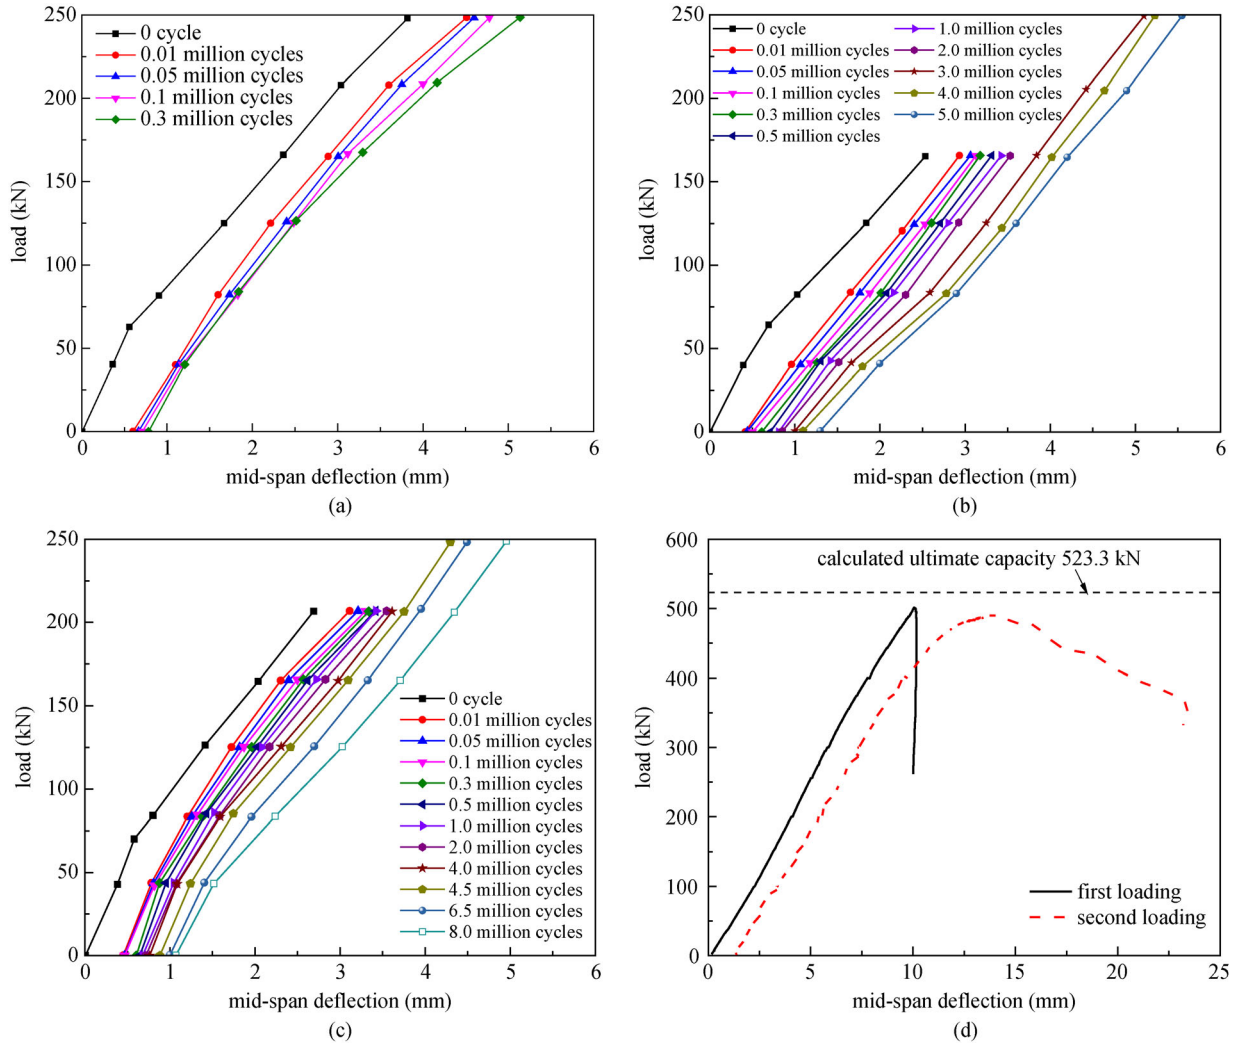 250
200
150
100
50
0
load (kN)
0 cycle
0.01 million cycles
0.05 million cycles
0.1 million cycles
0.3 million cycles
0 1 2 3 4 5 6
mid-span deflection (mm)
(a)
250
200
150
100
50
0
load (kN)
0 cycle
0.01 million cycles
0.05 million cycles
0.1 million cycles
0.3 million cycles
0.5 million cycles
1.0 million cycles
2.0 million cycles
3.0 million cycles
4.0 million cycles
5.0 million cycles
0 1 2 3 4 5 6
mid-span deflection (mm)
(b)
250
200
150
100
50
0
load (kN)
0 cycle
0.01 million cycles
0.05 million cycles
0.1 million cycles
0.3 million cycles
0.5 million cycles
1.0 million cycles
2.0 million cycles
4.0 million cycles
4.5 million cycles
6.5 million cycles
8.0 million cycles
0 1 2 3 4 5 6
mid-span deflection (mm)
(c)
600
500
400
300
200
100
0
load (kN)
calculated ultimate capacity 523.3 kN
first loading
second loading
0 5 10 15 20 25
mid-span deflection (mm)
(d)